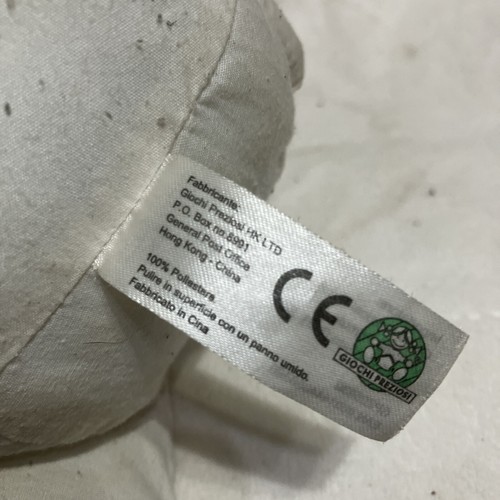 Fabbricante:
Giochi Preziosi HK LTD
P.O. Box no.8991
General Post Office
Hong Kong - China
100% Poliestere
Pulire in superficie con un panno umido.
Fabbricato in Cina
CE
GIOCHI PREZIOSI